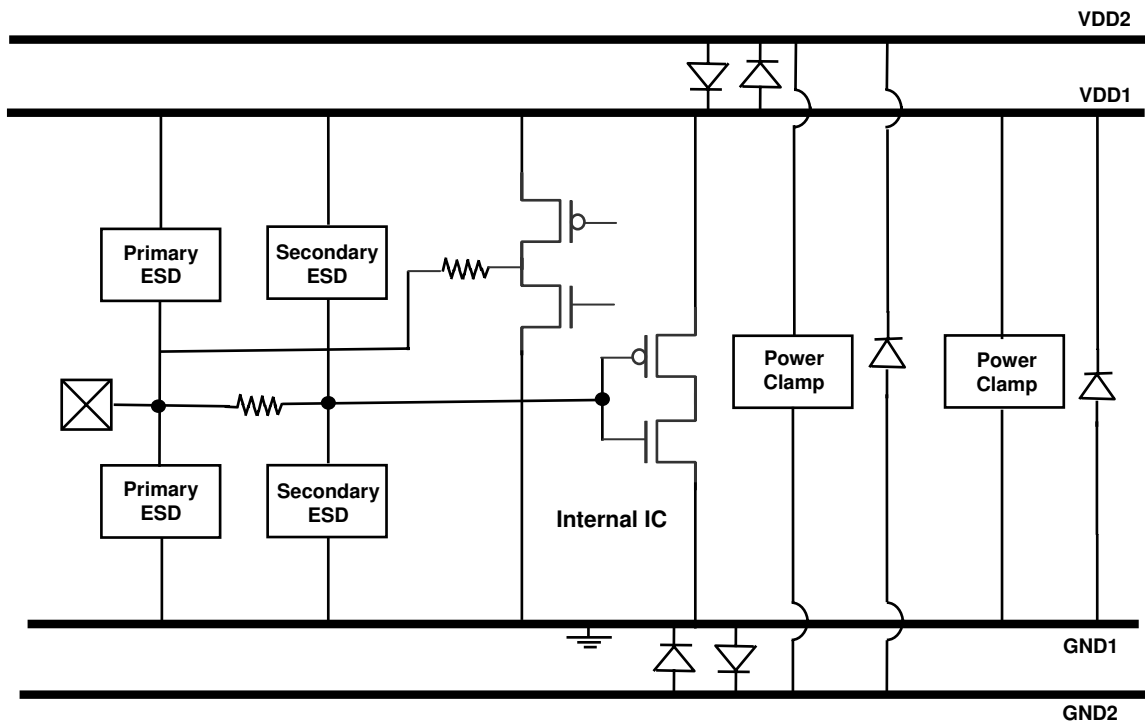 VDD2
VDD1
Primary
ESD
Secondary
ESD
Power
Clamp
Power
Clamp
Primary
ESD
Secondary
ESD
Internal IC
GND1
GND2